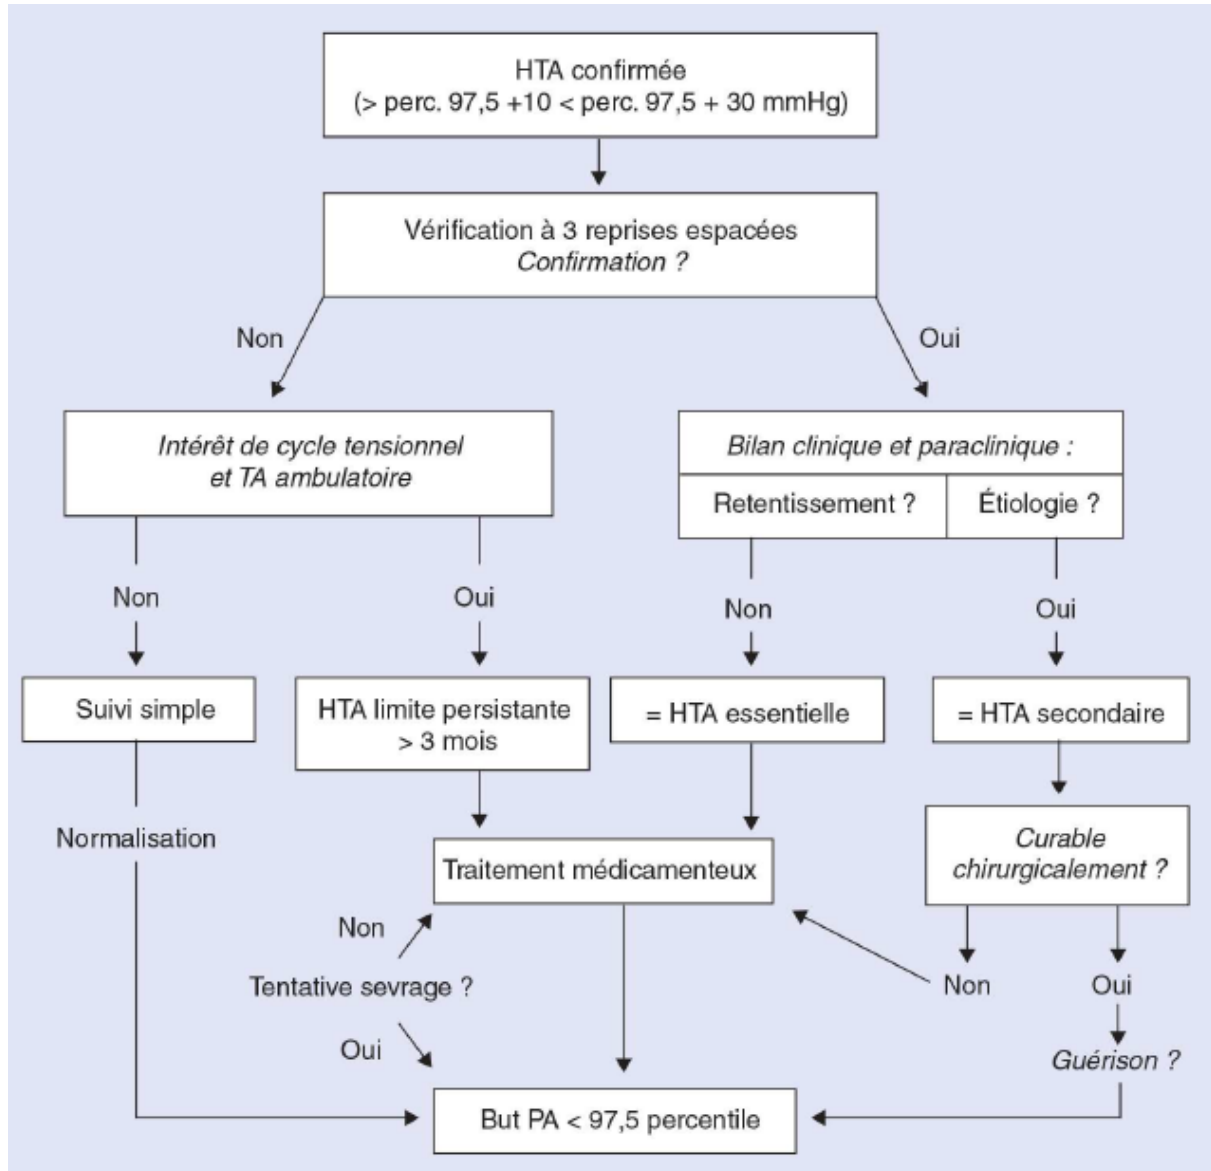 HTA confirmée
(> perc. 97,5 +10 < perc. 97,5 + 30 mmHg)
Vérification à 3 reprises espacées
Confirmation ?
Non
Oui
Intérêt de cycle tensionnel
et TA ambulatoire
Bilan clinique et paraclinique :
Retentissement ?
Étiologie ?
Non
Oui
Non
Oui
Suivi simple
HTA limite persistante
> 3 mois
= HTA essentielle
= HTA secondaire
Normalisation
Traitement médicamenteux
Curable
chirurgicalement ?
Non
Tentative sevrage ?
Non
Oui
Oui
Guérison ?
But PA < 97,5 percentile